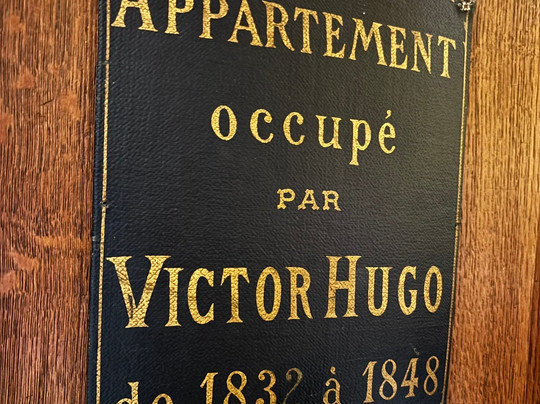 APPARTEMENT
occupé
PAR
VICTOR HUGO
de 1832 à 1848